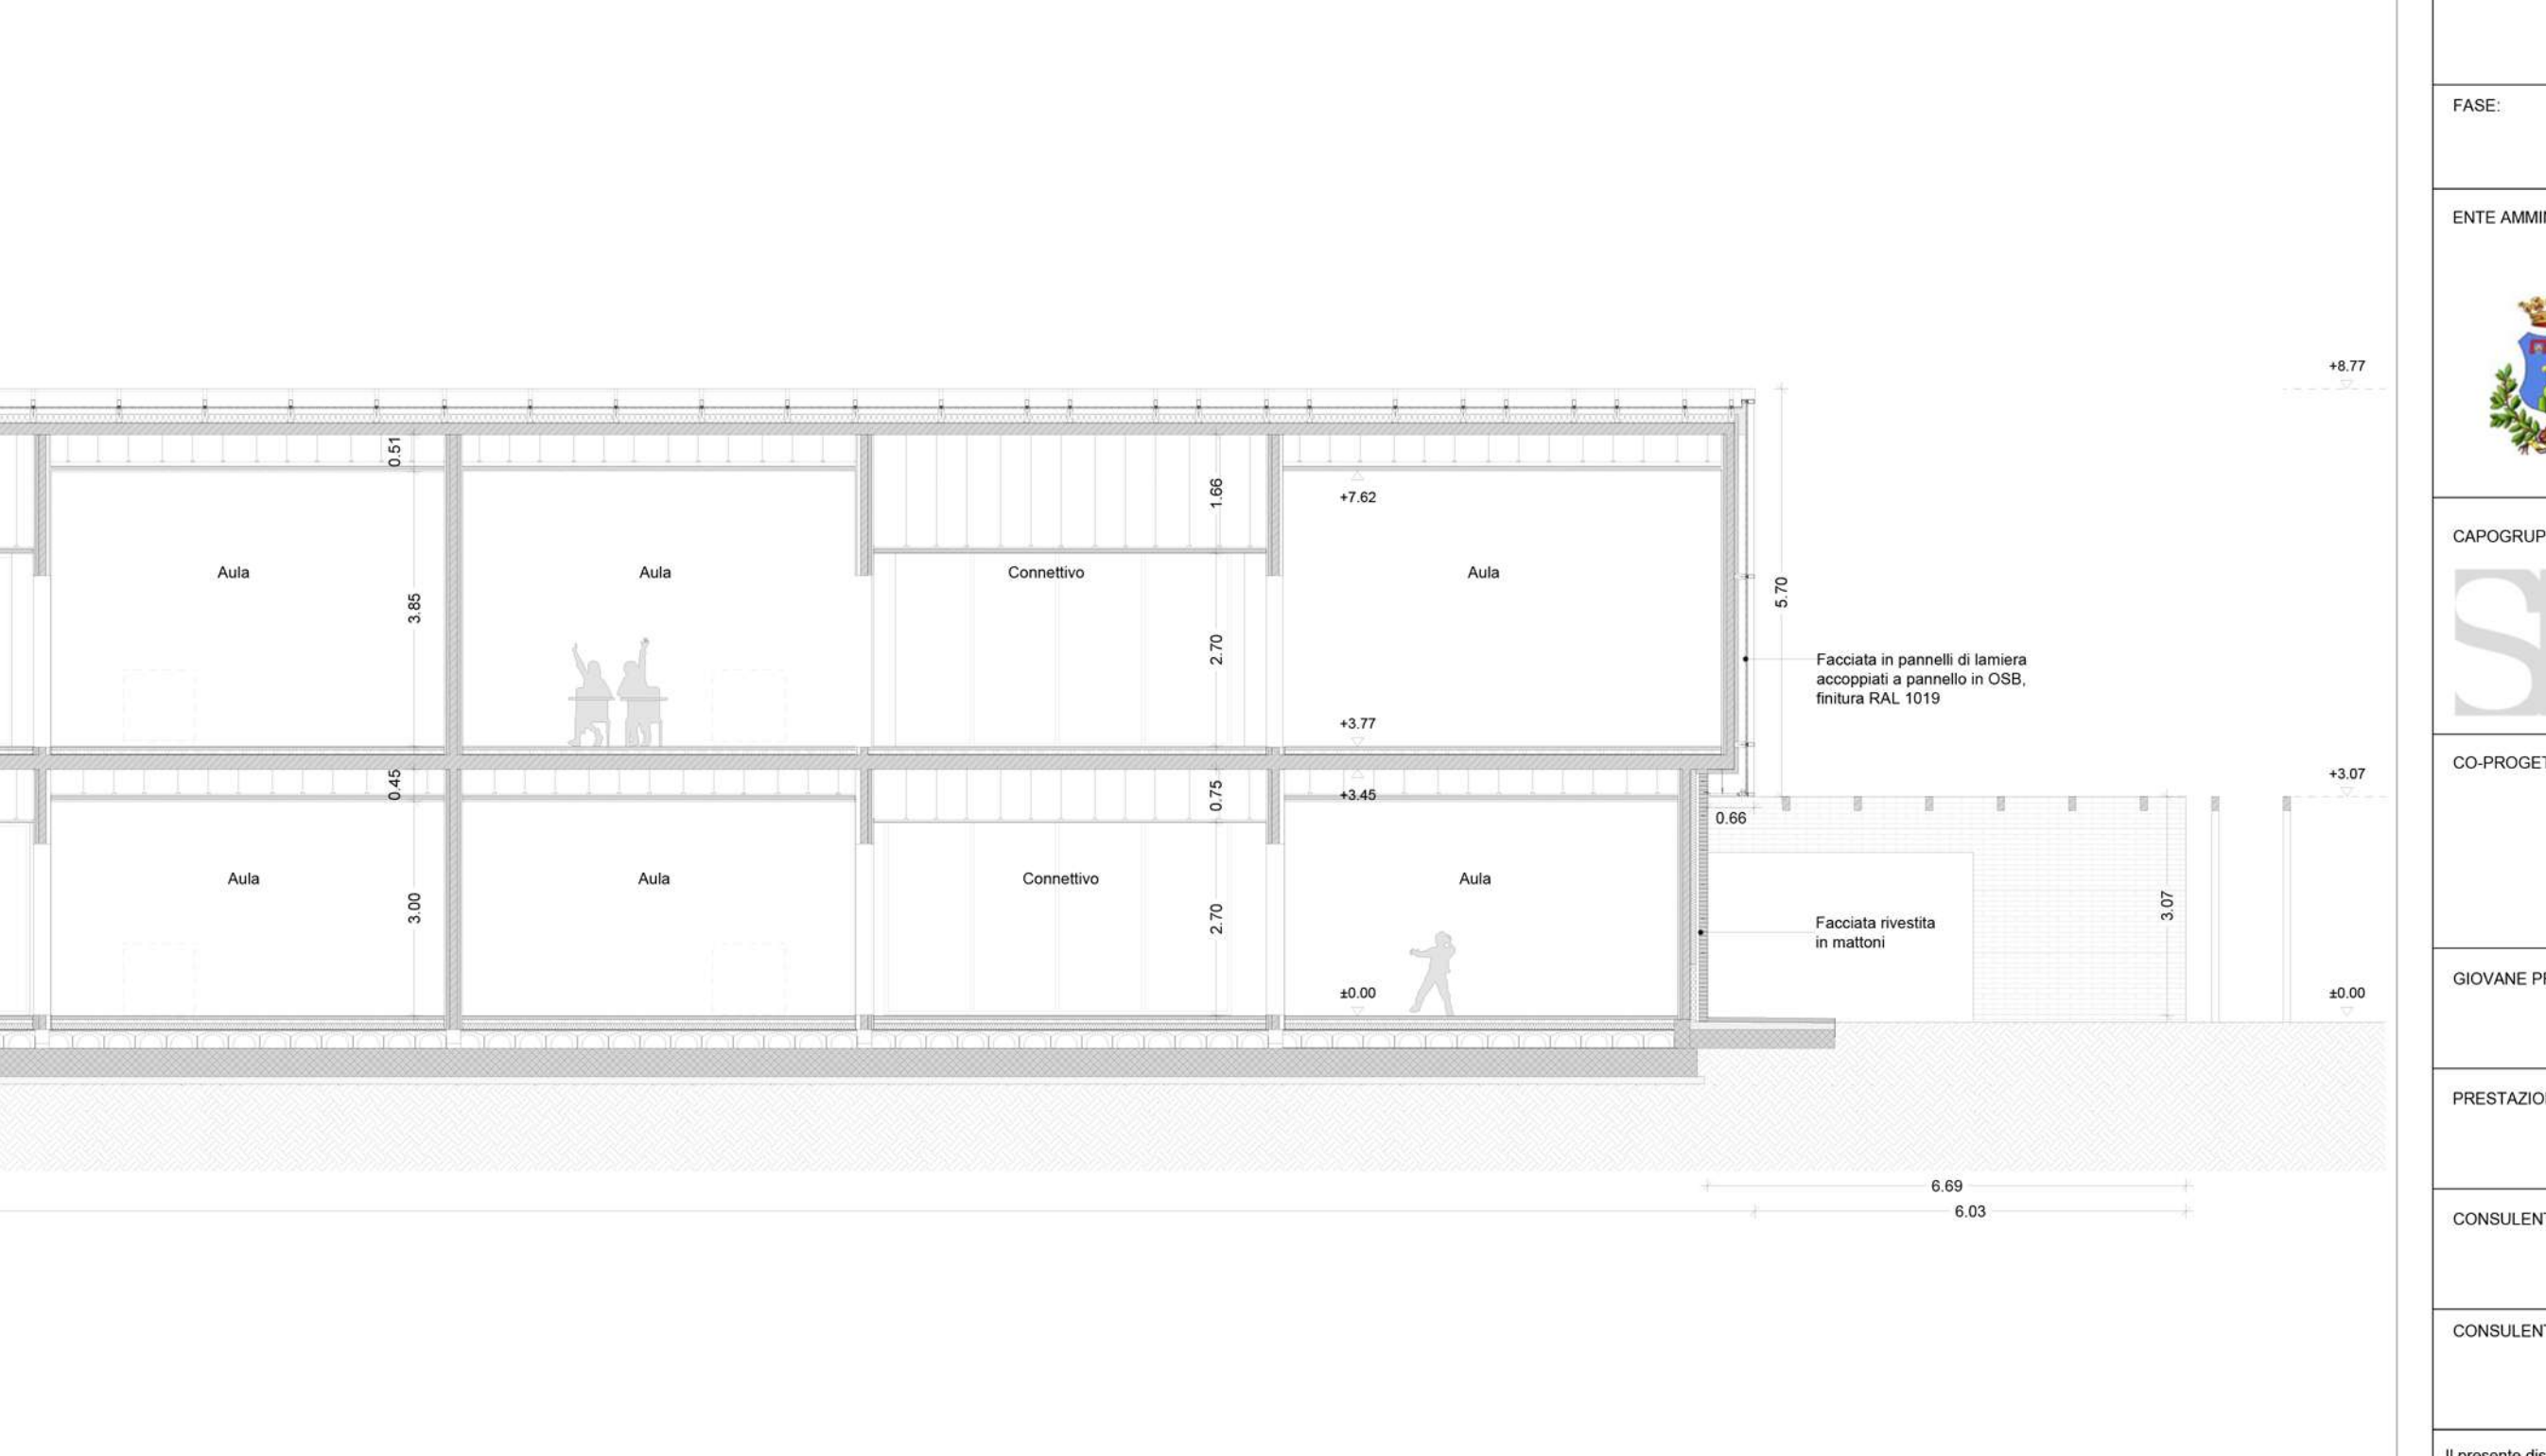 FASE:
ENTE AMMI
+8.77
0.51
1.66
+7.62
CAPOGRUP
S
Aula
Aula
Connettivo
Aula
3.85
5.70
2.70
Facciata in pannelli di lamiera
accoppiati a pannello in OSB,
finitura RAL 1019
+3.77
CO-PROGET
+3.07
0.45
0.75
+3.45
0.66
Aula
Aula
Connettivo
Aula
3.00
2.70
3.07
Facciata rivestita
in mattoni
GIOVANE P
±0.00
±0.00
PRESTAZIO
6.69
6.03
CONSULEN
CONSULEN
Il presente dis